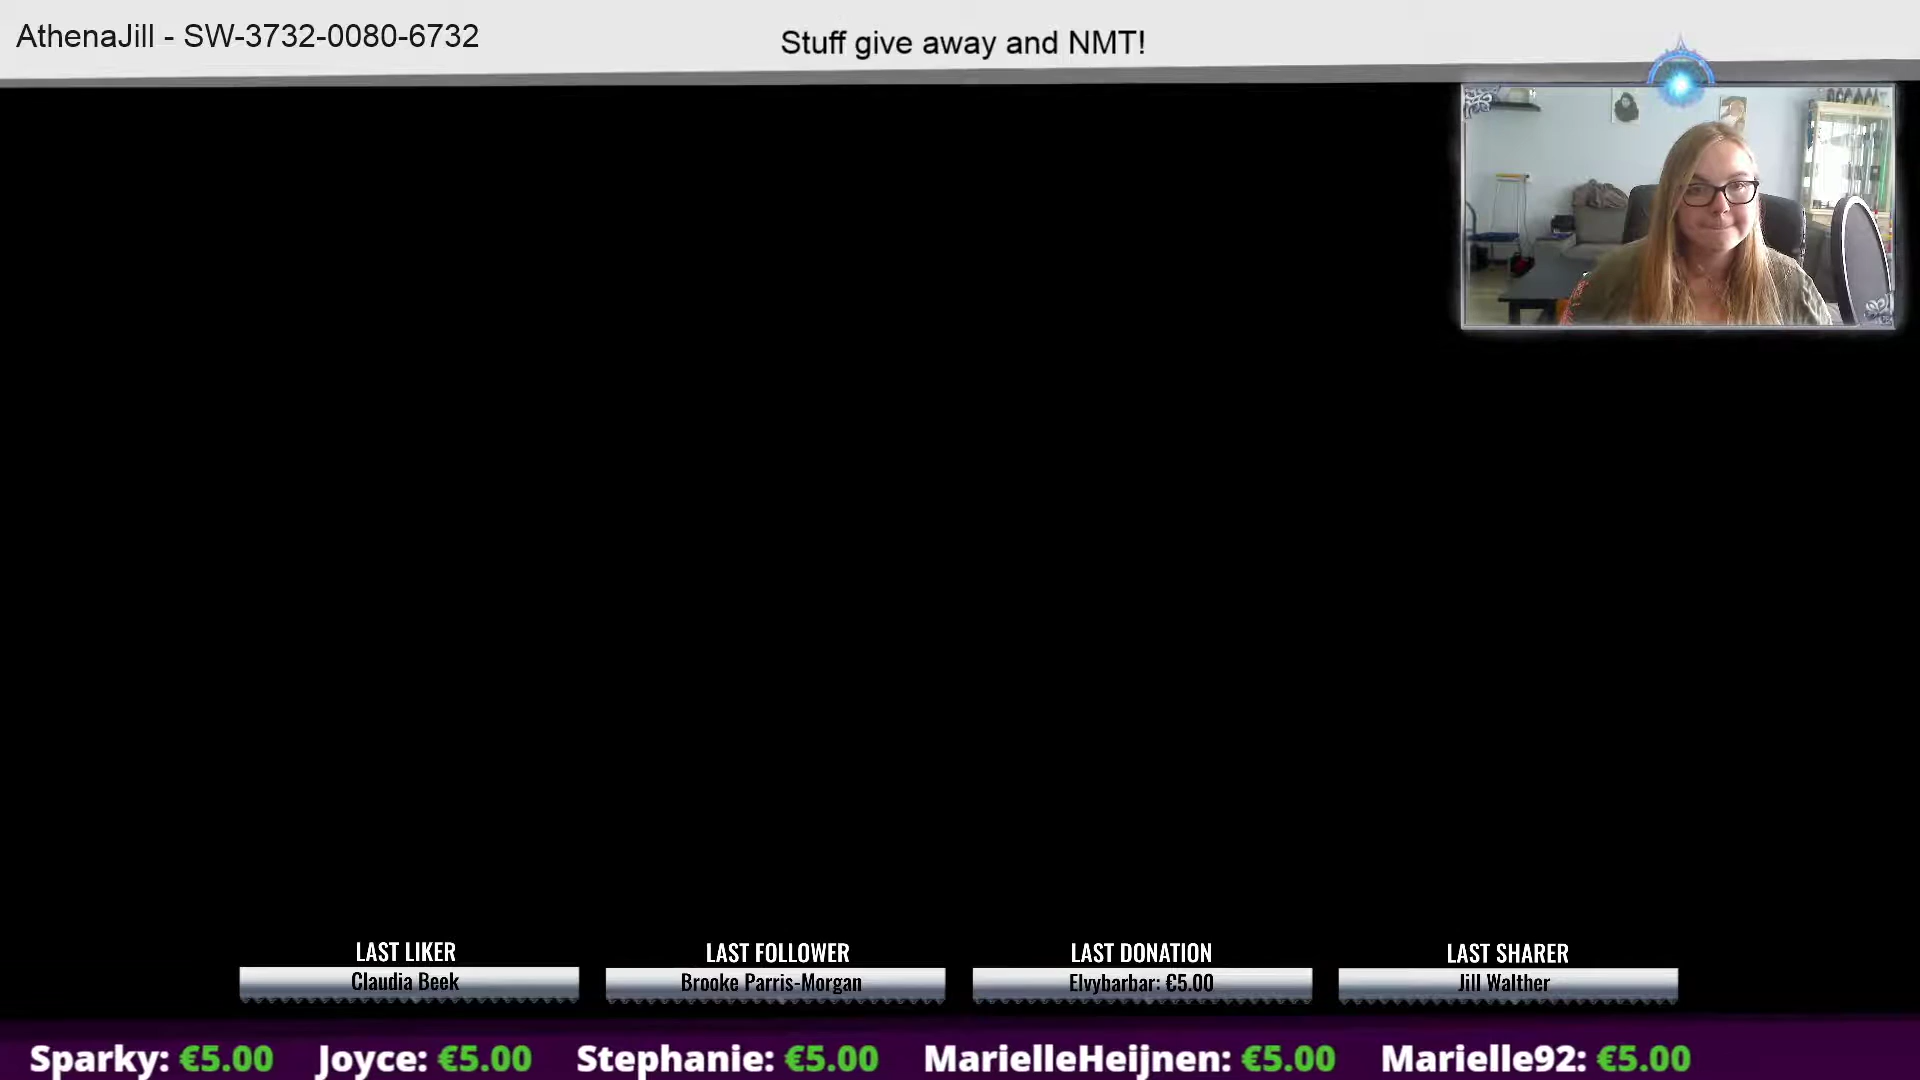 AthenaJill - SW-3732-0080-6732
Stuff give away and NMT!
LAST LIKER
Claudia Beek
LAST FOLLOWER
Brooke Parris-Morgan
LAST DONATION
Elvybarbar: €5.00
LAST SHARER
Jill Walther
Sparky: €5.00 Joyce: €5.00 Stephanie: €5.00 MarielleHeijnen: €5.00 Marielle92: €5.00